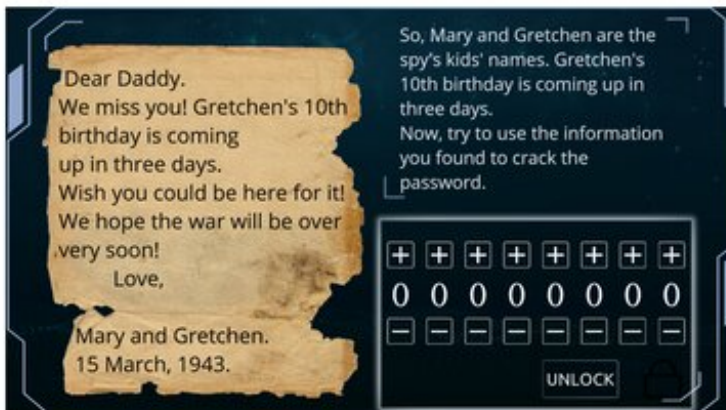 Dear Daddy.
We miss you! Gretchen's 10th
birthday is coming
up in three days.
Wish you could be here for it!
We hope the war will be over
very soon!
Love,
Mary and Gretchen.
15 March, 1943.
So, Mary and Gretchen are the
spy's kids' names. Gretchen's
10th birthday is coming up in
three days.
Now, try to use the information
you found to crack the
password.
+ + + + + + + +
0 0 0 0 0 0 0 0
− − − − − − − −
UNLOCK